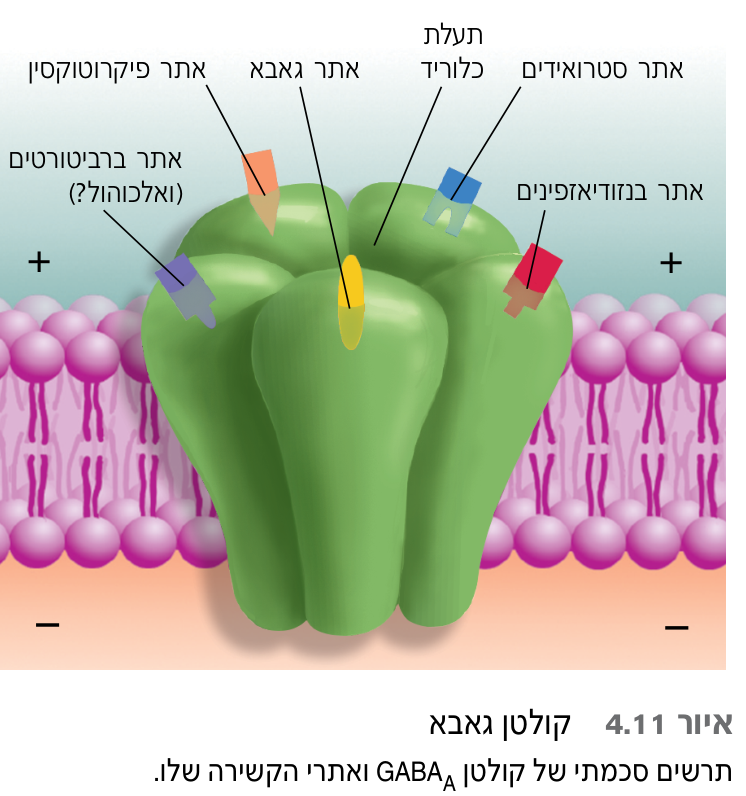 תעלת
כלוריד
אתר סטרואידים
אתר גאבא
אתר פיקרוטוקסין
אתר ברביטורטים
(ואלכוהול?)
אתר בנזודיאזפינים
+
+
–
–
איור 4.11 קולטן גאבא
תרשים סכמתי של קולטן GABAA ואתרי הקשירה שלו.